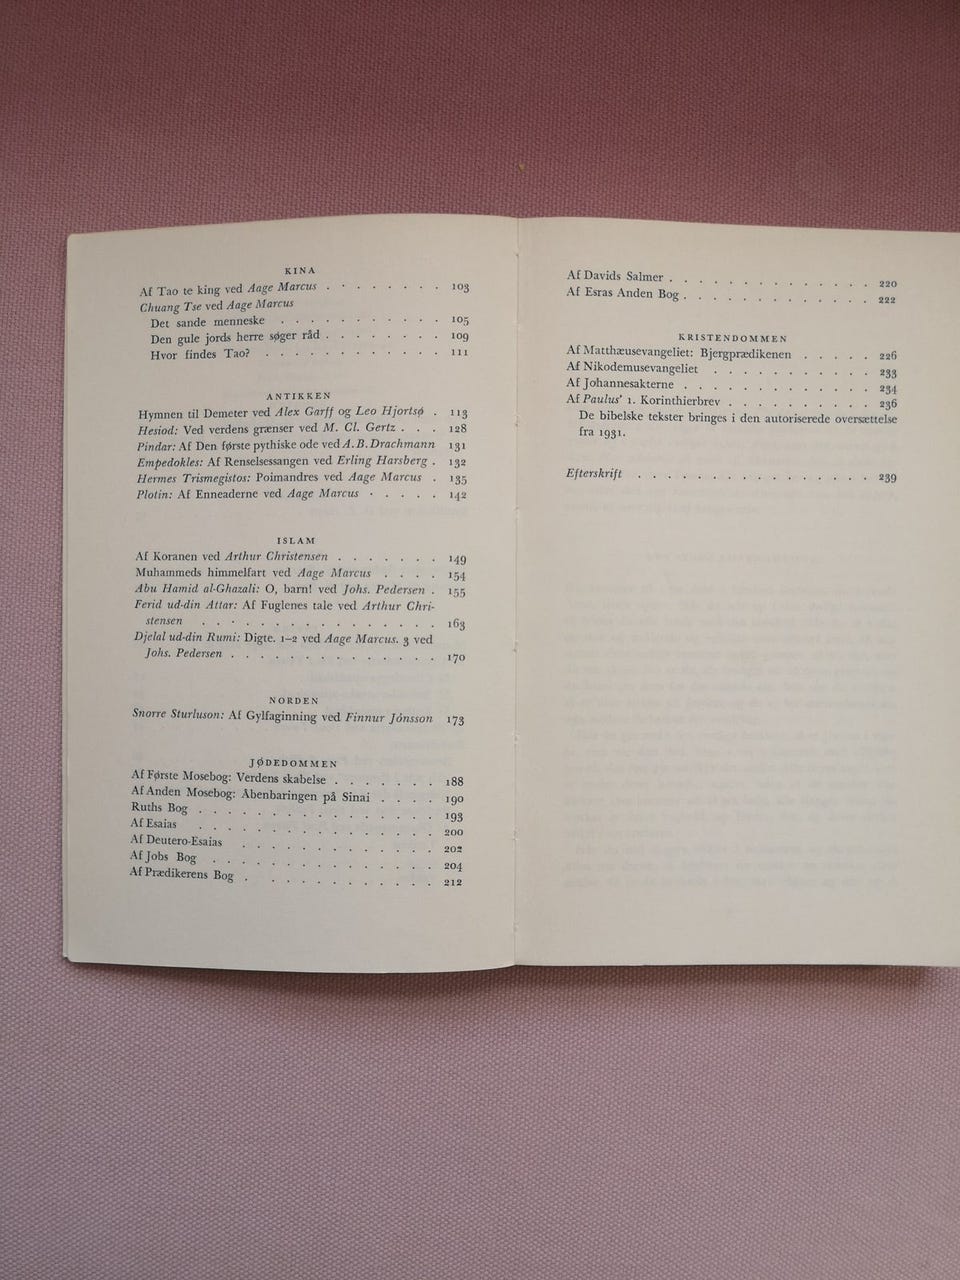 KINA
Af Tao te king ved Aage Marcus . . . . . . . . 103
Chuang Tse ved Aage Marcus
Det sande menneske . . . . . . . . . . . 105
Den gule jords herre søger råd . . . . . . . . 109
Hvor findes Tao? . . . . . . . . . . . . 111
ANTIKKEN
Hymnen til Demeter ved Alex Garff og Leo Hjortsø . 113
Hesiod: Ved verdens grænser ved M. Cl. Gertz . . . 128
Pindar: Af Den første pythiske ode ved A. B. Drachmann 131
Empedokles: Af Renselsessangen ved Erling Harsberg . 132
Hermes Trismegistos: Poimandres ved Aage Marcus . 135
Plotin: Af Enneaderne ved Aage Marcus . . . . . 142
ISLAM
Af Koranen ved Arthur Christensen . . . . . . . 149
Muhammeds himmelfart ved Aage Marcus . . . . 154
Abu Hamid al-Ghazali: O, barn! ved Johs. Pedersen . 155
Ferid ud-din Attar: Af Fuglenes tale ved Arthur Chri-
stensen . . . . . . . . . . . . . . 163
Djelal ud-din Rumi: Digte. 1–2 ved Aage Marcus. 3 ved
Johs. Pedersen . . . . . . . . . . . . . . 170
NORDEN
Snorre Sturluson: Af Gylfaginning ved Finnur Jónsson 173
JØDEDOMMEN
Af Første Mosebog: Verdens skabelse . . . . . . . 188
Af Anden Mosebog: Åbenbaringen på Sinai . . . . 190
Ruths Bog . . . . . . . . . . . . . . . . 193
Af Esaias . . . . . . . . . . . . . . . . 200
Af Deutero-Esaias . . . . . . . . . . . . . 202
Af Jobs Bog . . . . . . . . . . . . . . . 204
Af Prædikerens Bog . . . . . . . . . . . . 212
Af Davids Salmer . . . . . . . . . . . . . . 220
Af Esras Anden Bog . . . . . . . . . . . . . 222
KRISTENDOMMEN
Af Matthæusevangeliet: Bjergprædikenen . . . . . 226
Af Nikodemusevangeliet . . . . . . . . . . . 233
Af Johannesakterne . . . . . . . . . . . . . 234
Af Paulus' 1. Korinthierbrev . . . . . . . . . . 236
De bibelske tekster bringes i den autoriserede oversættelse
fra 1931.
Efterskrift . . . . . . . . . . . . . . . . 239